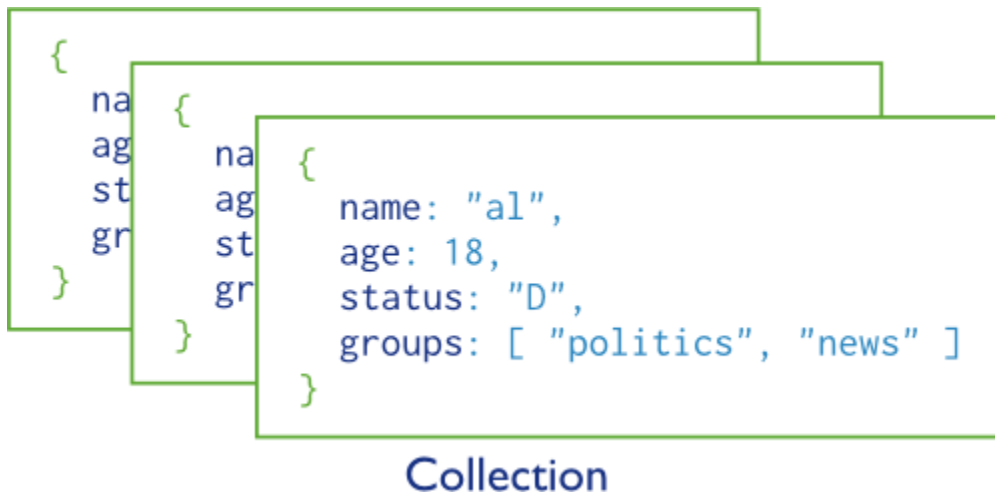 {
na
ag
st
gr
}
{
na
ag
st
gr
}
{
name: "al",
age: 18,
status: "D",
groups: [ "politics", "news" ]
}
Collection